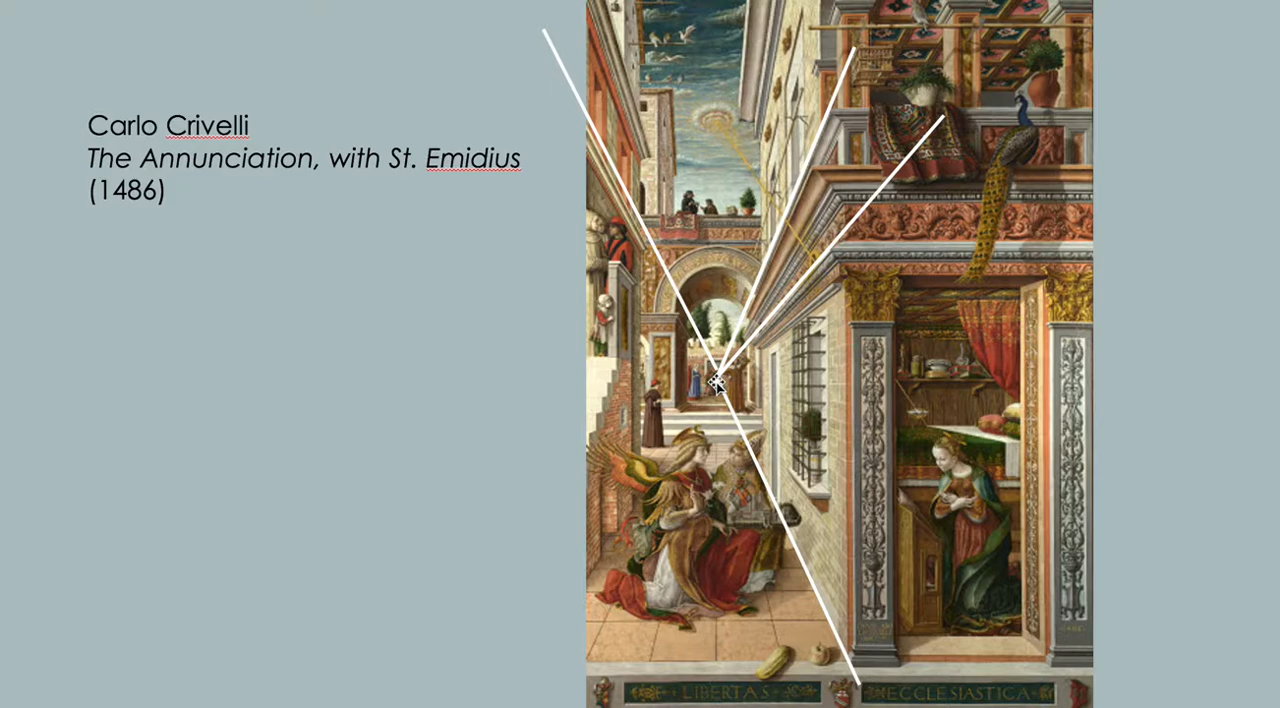 Carlo Crivelli
The Annunciation, with St. Emidius
(1486)
LIBERTAS
ECCLESIASTICA